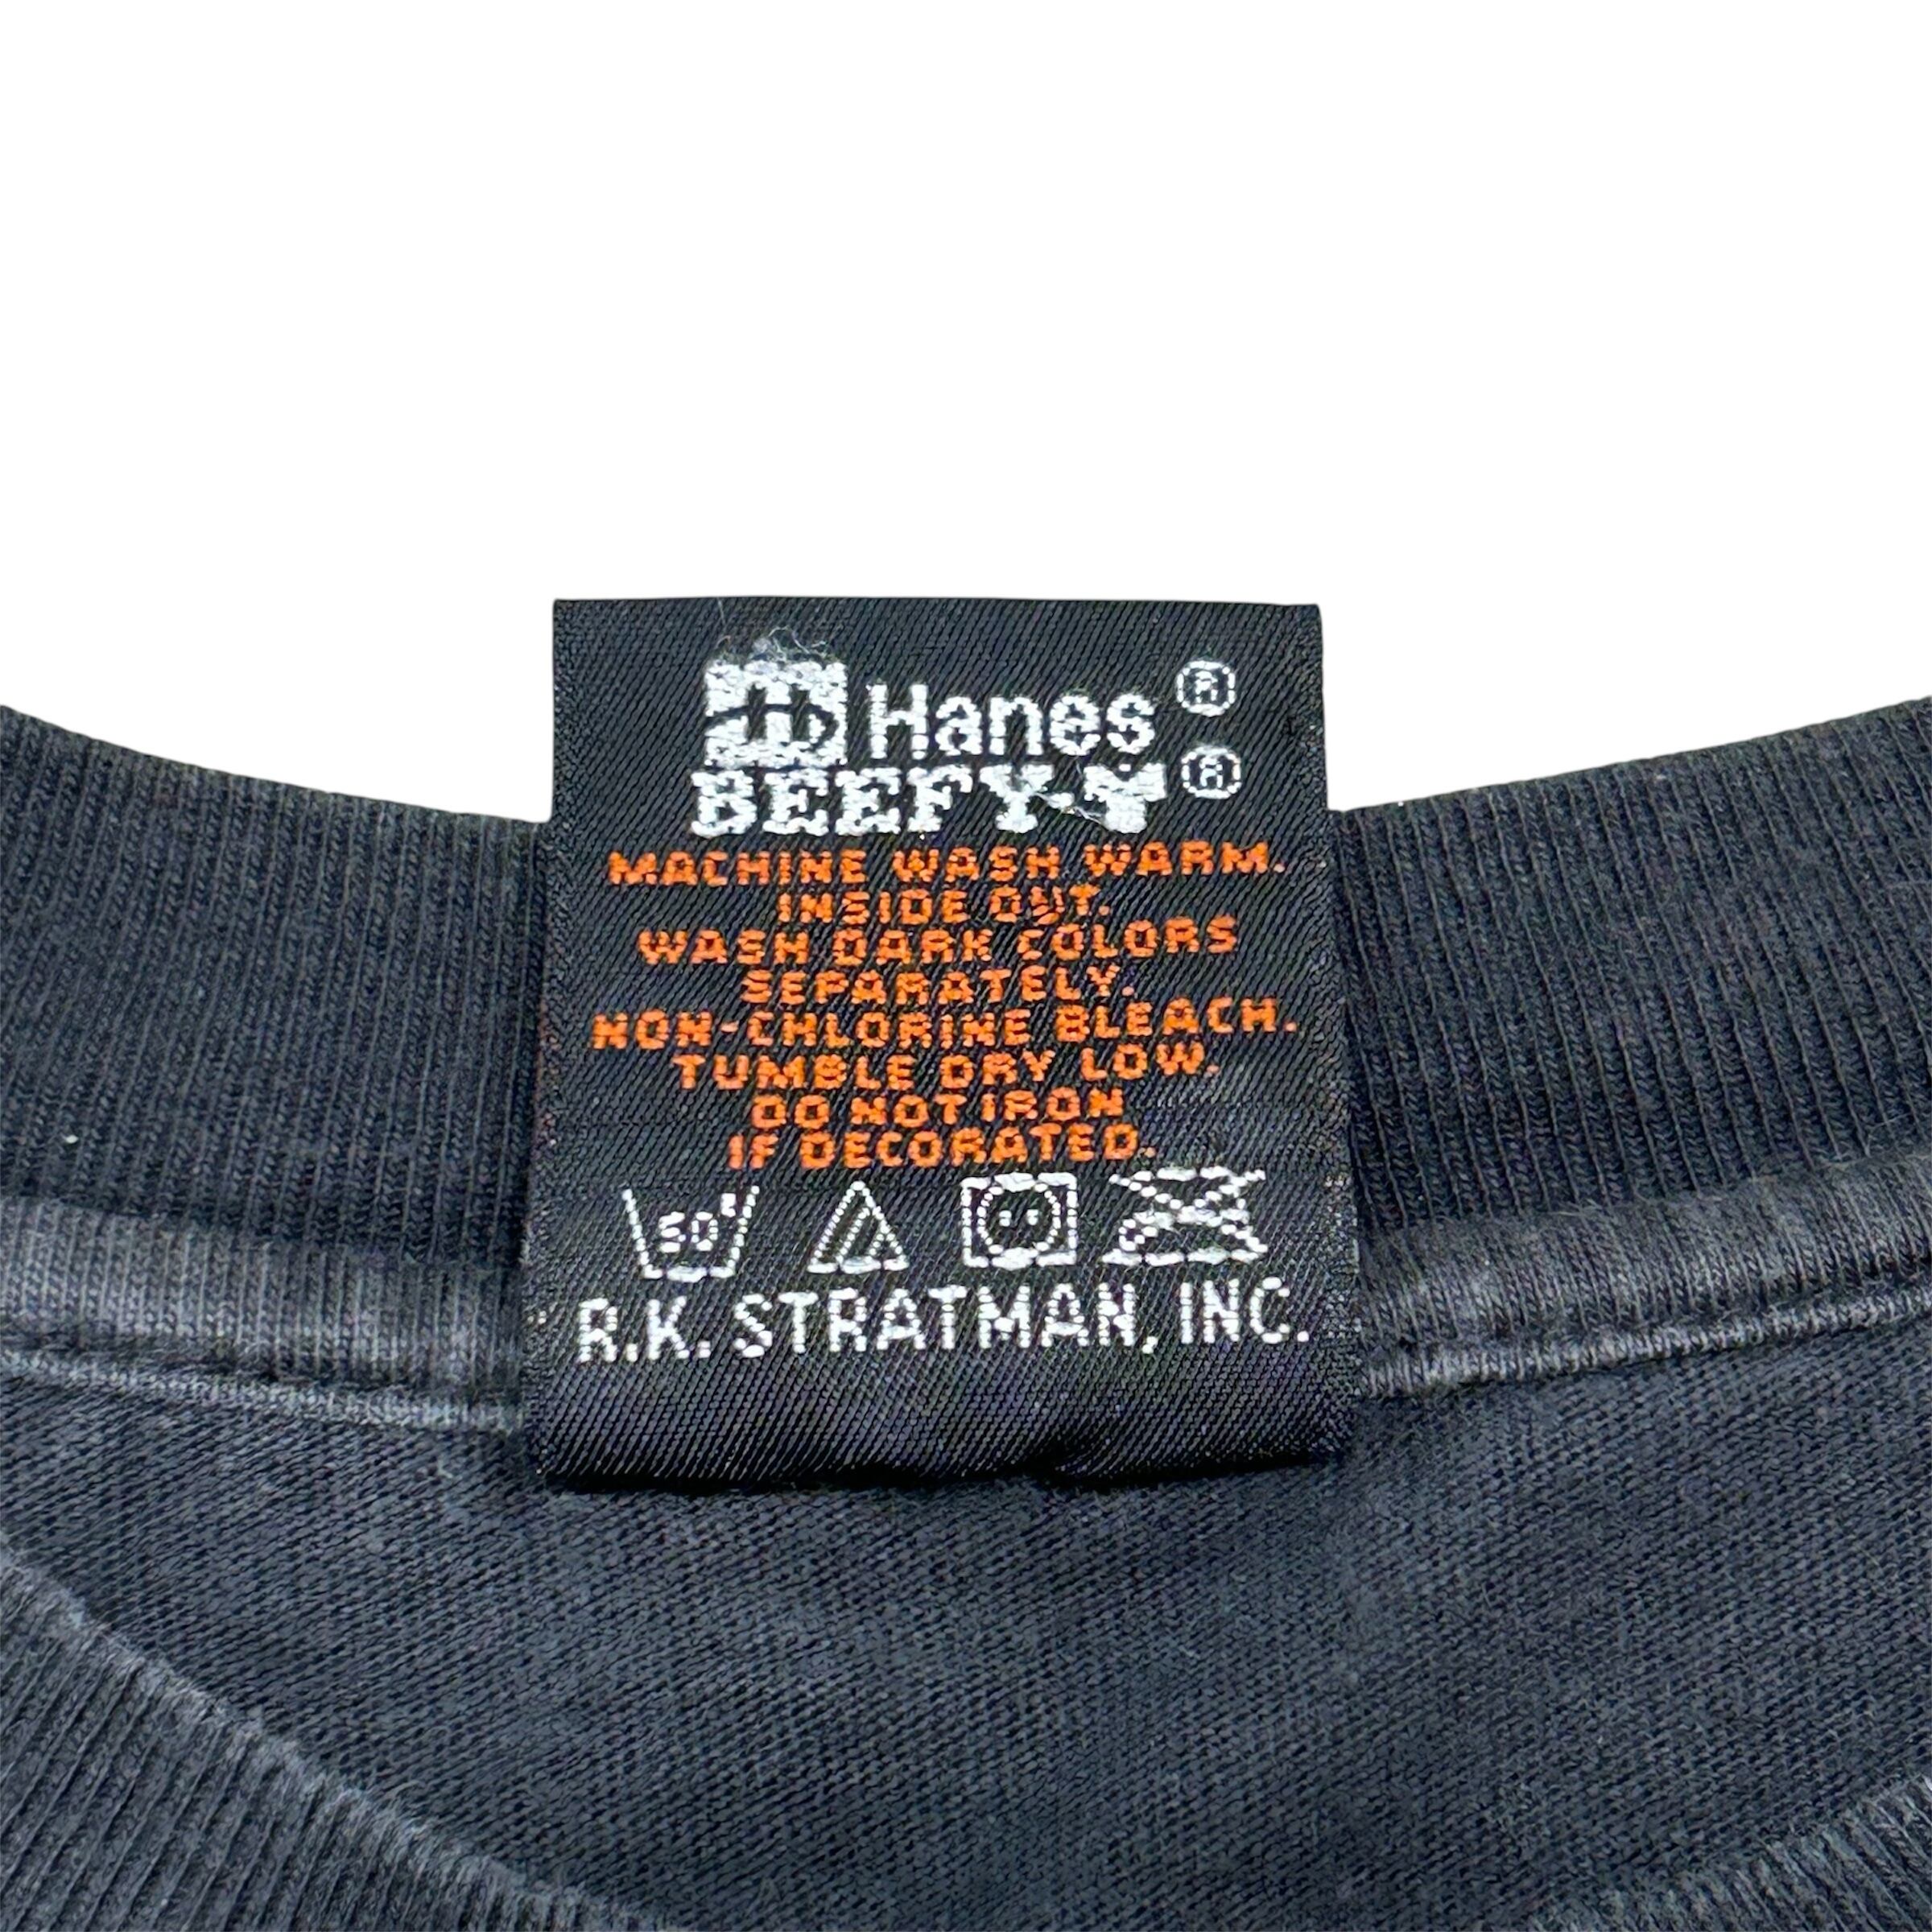 Hanes ®
BEEFY-T ®
MACHINE WASH WARM.
INSIDE OUT.
WASH DARK COLORS
SEPARATELY.
NON-CHLORINE BLEACH.
TUMBLE DRY LOW.
DO NOT IRON
IF DECORATED.
50°
R.K. STRATMAN, INC.